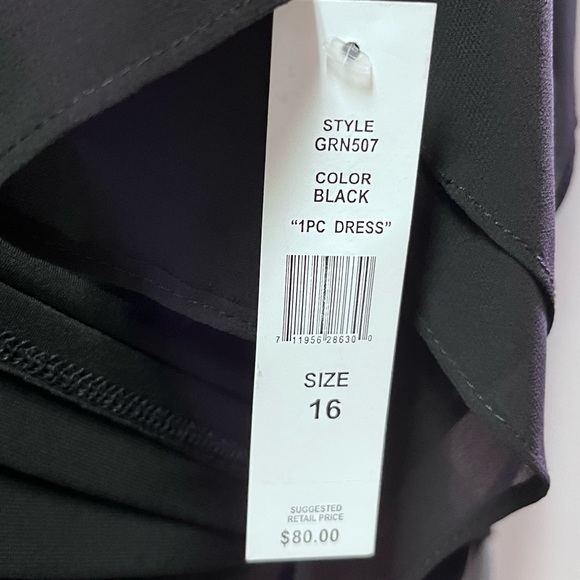 STYLE
GRN507
COLOR
BLACK
“1PC DRESS”
7 11956 28630 0
SIZE
16
SUGGESTED
RETAIL PRICE
$80.00